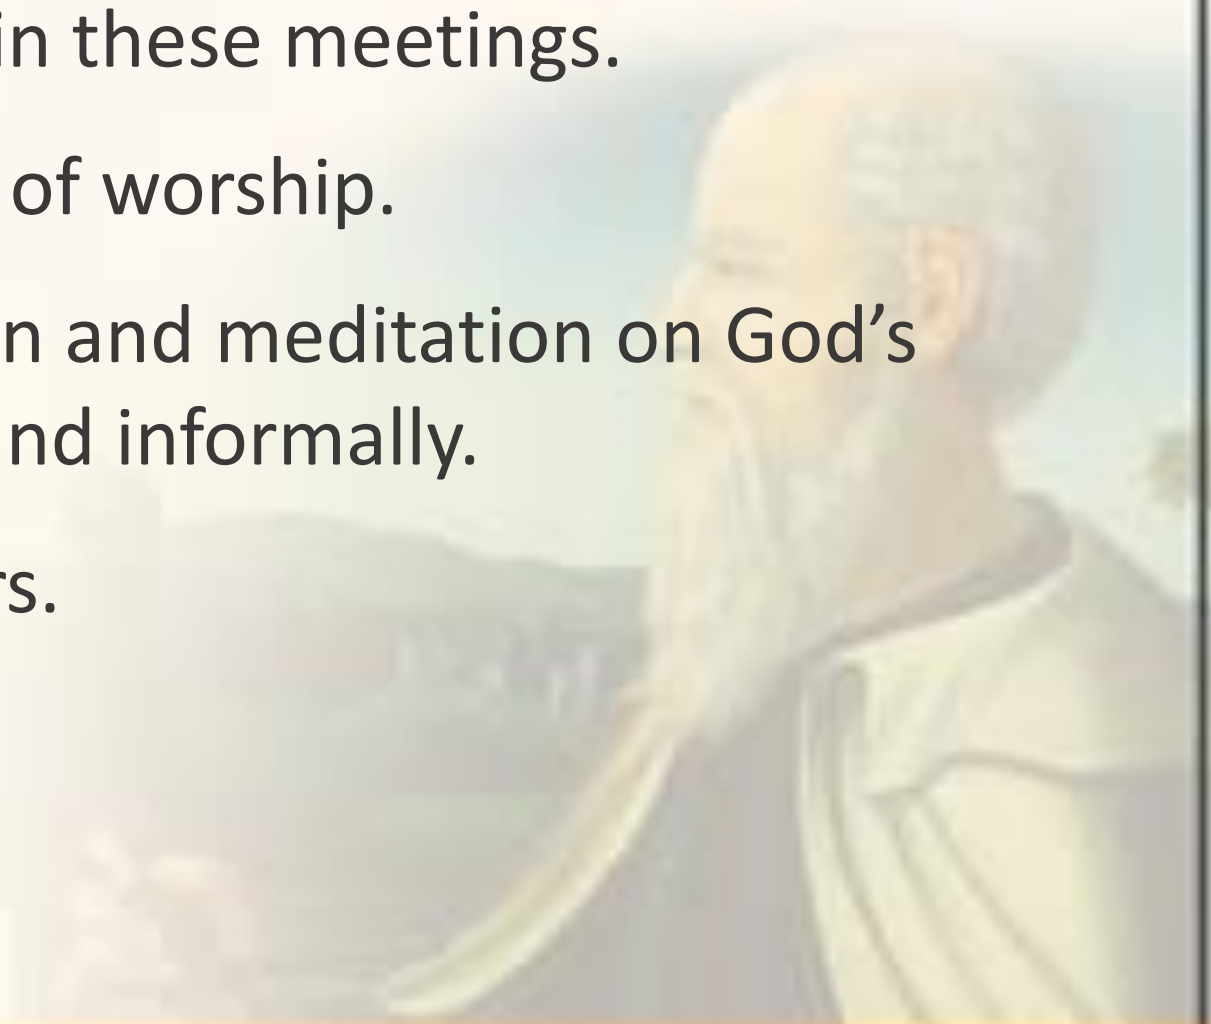 in these meetings.
of worship.
n and meditation on God’s
nd informally.
rs.